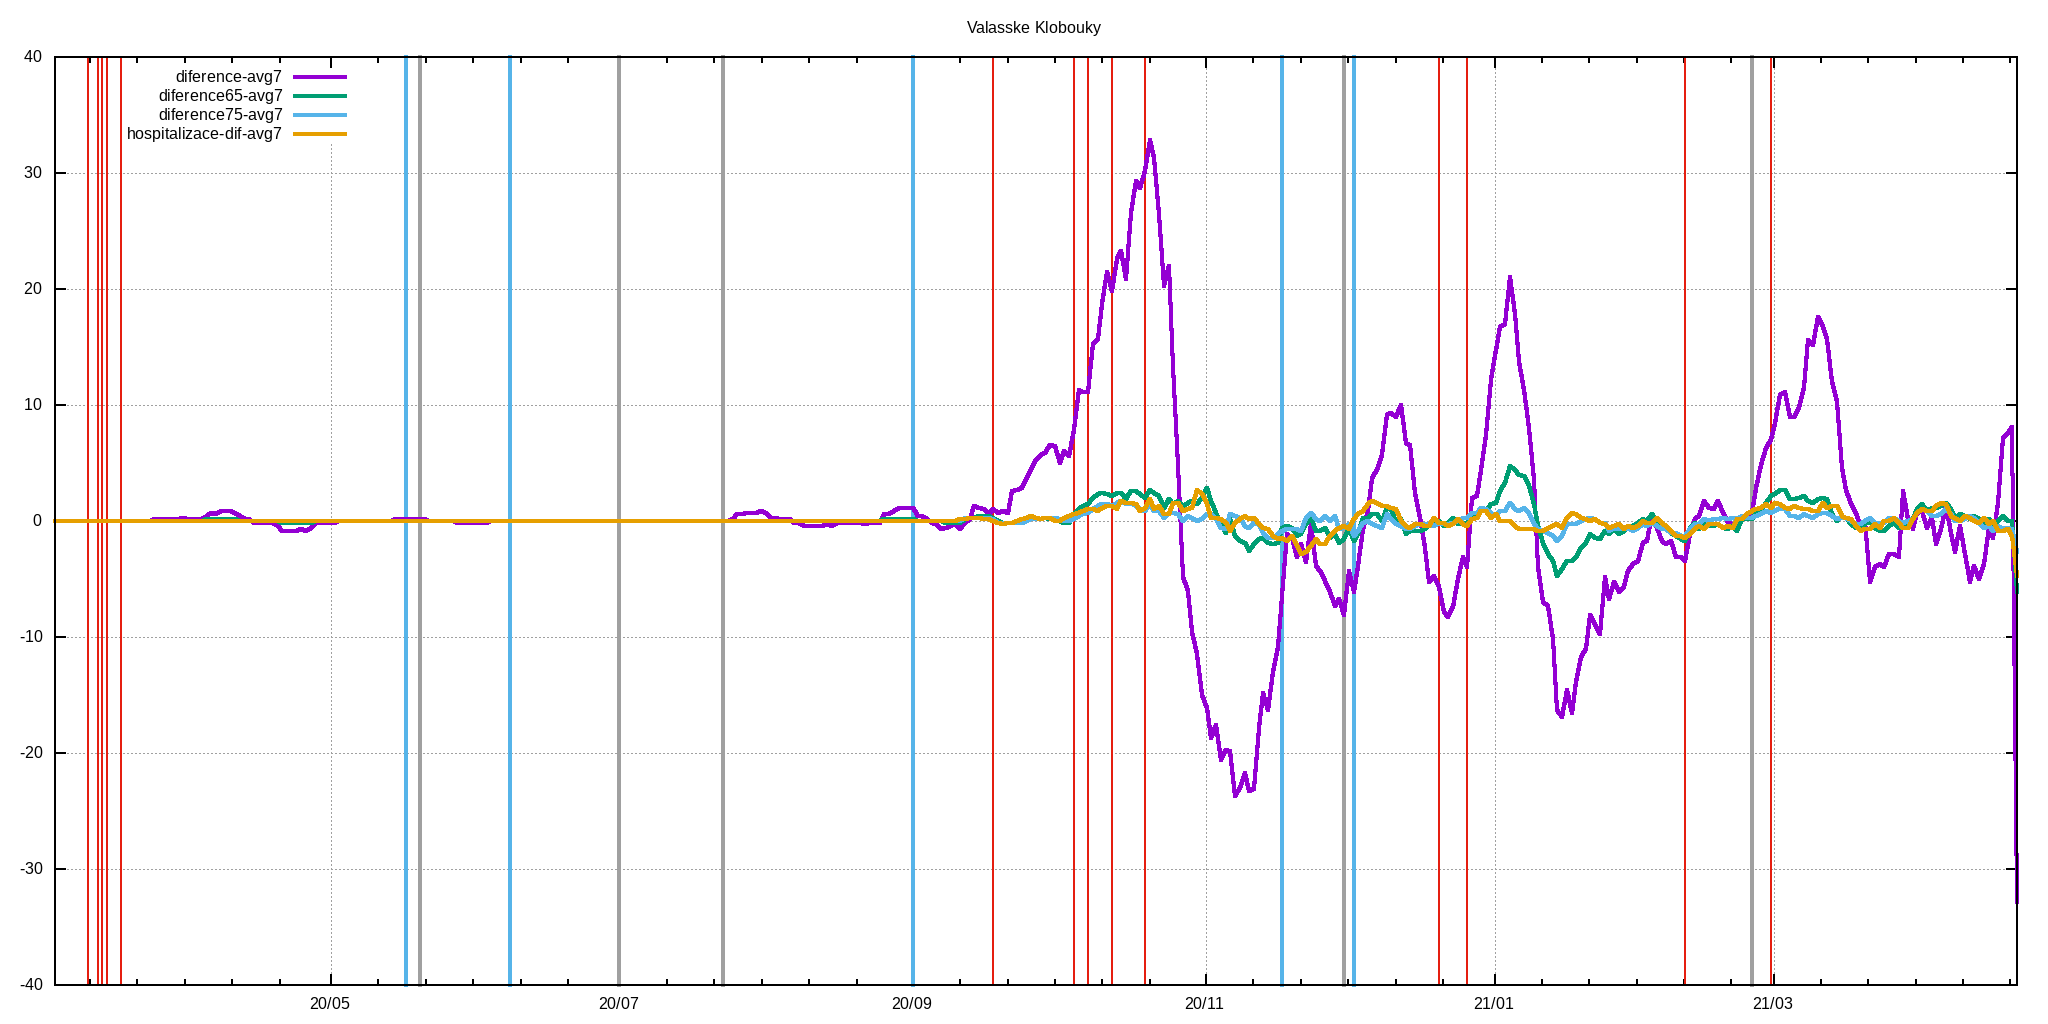 Valasske Klobouky
40
diference-avg7
diference65-avg7
diference75-avg7
hospitalizace-dif-avg7
30
20
10
0
-10
-20
-30
-40
20/05 20/07 20/09 20/11 21/01 21/03